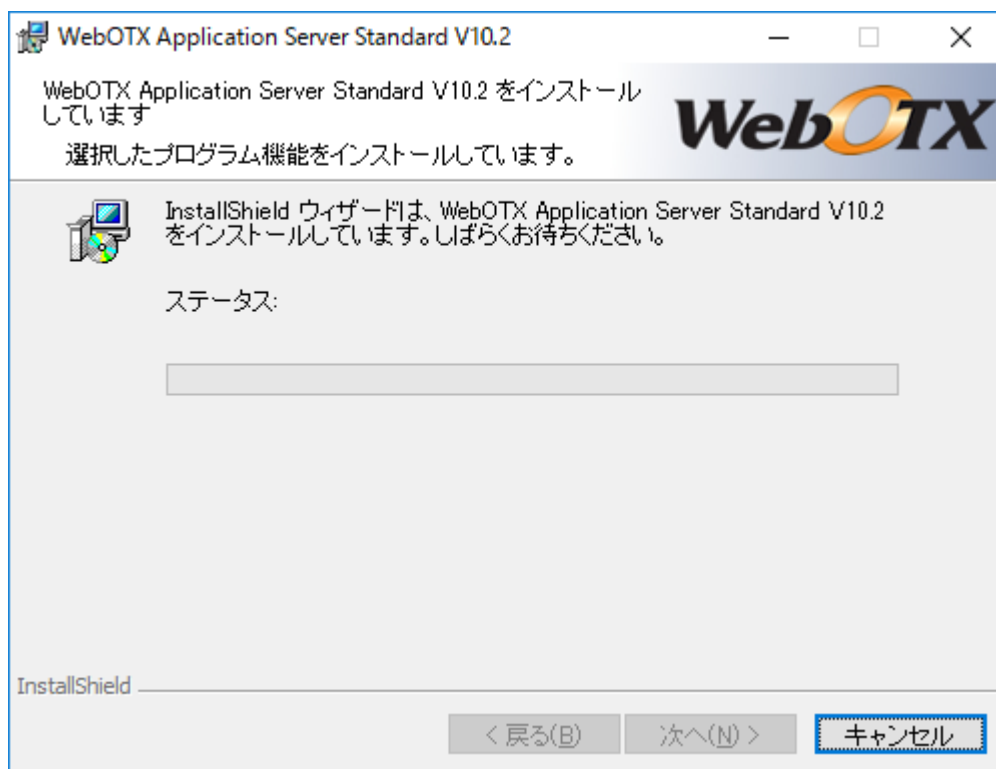 WebOTX Application Server Standard V10.2
WebOTX Application Server Standard V10.2 をインストール
しています
選択したプログラム機能をインストールしています。
WebOTX
InstallShield ウィザードは、WebOTX Application Server Standard V10.2
をインストールしています。しばらくお待ちください。
ステータス:
InstallShield
< 戻る(B)
次へ(N) >
キャンセル